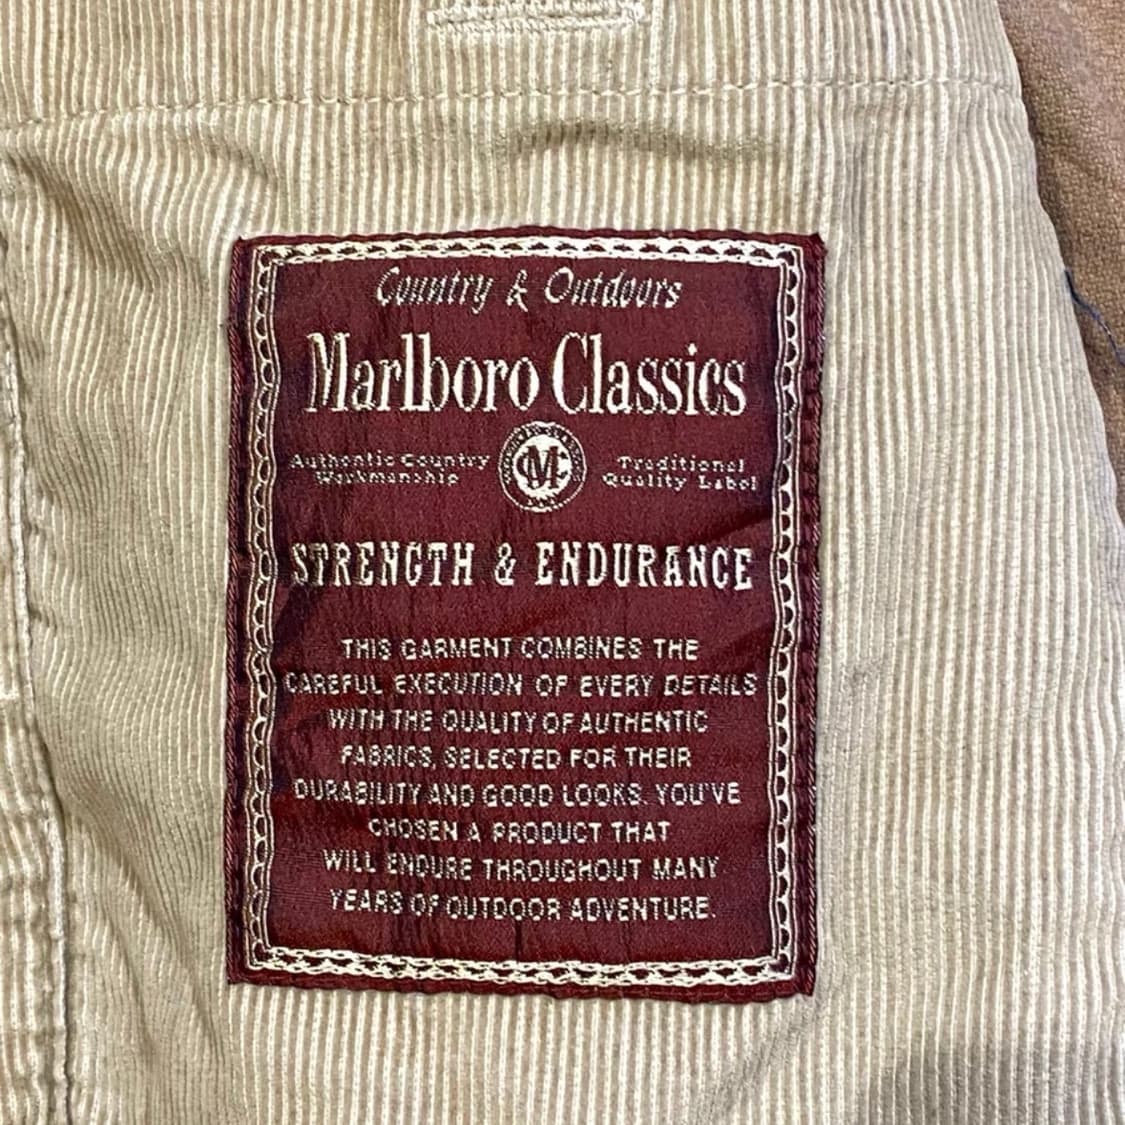 Country & Outdoors
Marlboro Classics
Authentic Country
Workmanship
MC
Traditional
Quality Label
STRENGTH & ENDURANCE
THIS GARMENT COMBINES THE
CAREFUL EXECUTION OF EVERY DETAILS
WITH THE QUALITY OF AUTHENTIC
FABRICS, SELECTED FOR THEIR
DURABILITY AND GOOD LOOKS. YOU'VE
CHOSEN A PRODUCT THAT
WILL ENDURE THROUGHOUT MANY
YEARS OF OUTDOOR ADVENTURE.